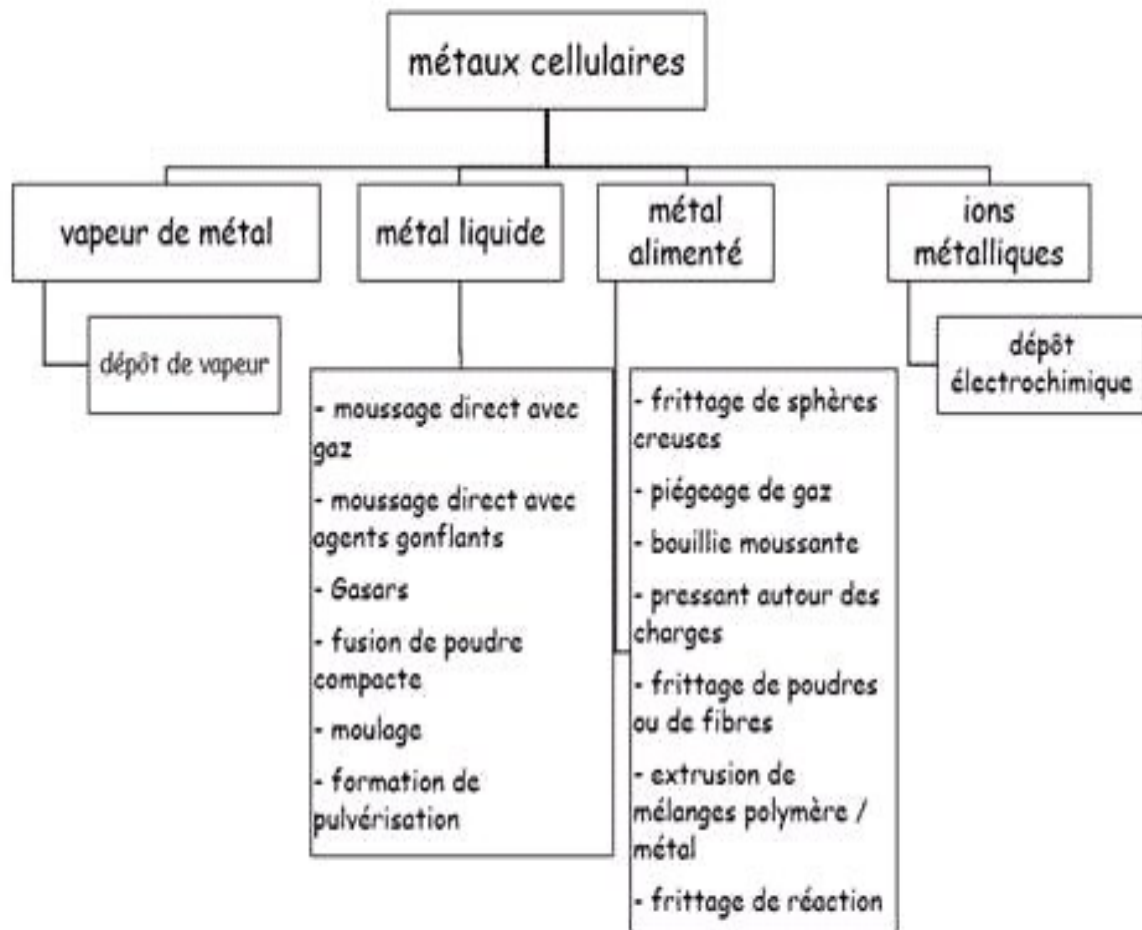 métaux cellulaires
vapeur de métal
dépôt de vapeur
métal liquide
- moussage direct avec
gaz
- moussage direct avec
agents gonflants
- Gasars
- fusion de poudre
compacte
- moulage
- formation de
pulvérisation
métal
alimenté
- frittage de sphères
creuses
- piégeage de gaz
- bouillie moussante
- pressant autour des
charges
- frittage de poudres
ou de fibres
- extrusion de
mélanges polymère /
métal
- frittage de réaction
ions
métalliques
dépôt
électrochimique